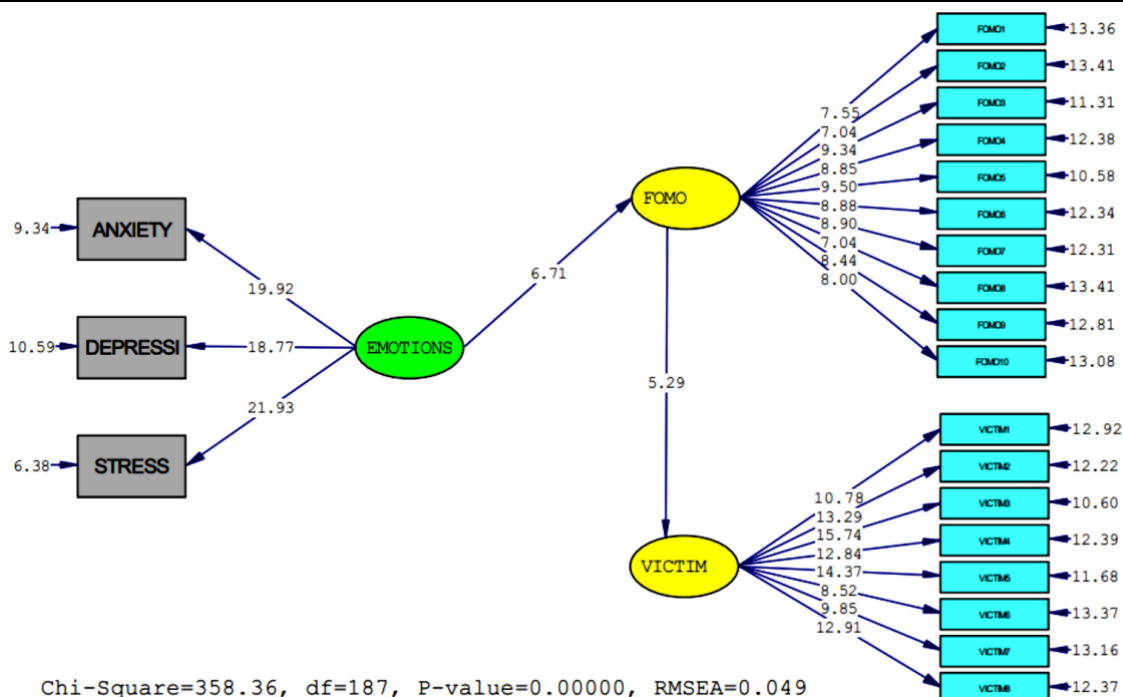 FOMO1
13.36
FOMO2
13.41
FOMO3
11.31
FOMO4
12.38
FOMO5
10.58
FOMO6
12.34
FOMO7
12.31
FOMO8
13.41
FOMO9
12.81
FOMO10
13.08
7.55
7.04
9.34
8.85
9.50
8.88
8.90
7.04
8.44
8.00
FOMO
6.71
9.34
ANXIETY
19.92
10.59
DEPRESSI
18.77
EMOTIONS
21.93
6.38
STRESS
5.29
VICTIM1
12.92
VICTIM2
12.22
VICTIM3
10.60
VICTIM4
12.39
VICTIM5
11.68
VICTIM6
13.37
VICTIM7
13.16
VICTIM8
12.37
10.78
13.29
15.74
12.84
14.37
8.52
9.85
12.91
VICTIM
Chi-Square=358.36, df=187, P-value=0.00000, RMSEA=0.049